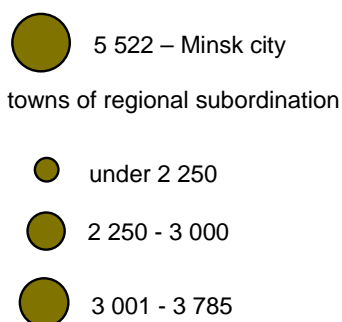 5 522 – Minsk city
towns of regional subordination
under 2 250
2 250 - 3 000
3 001 - 3 785